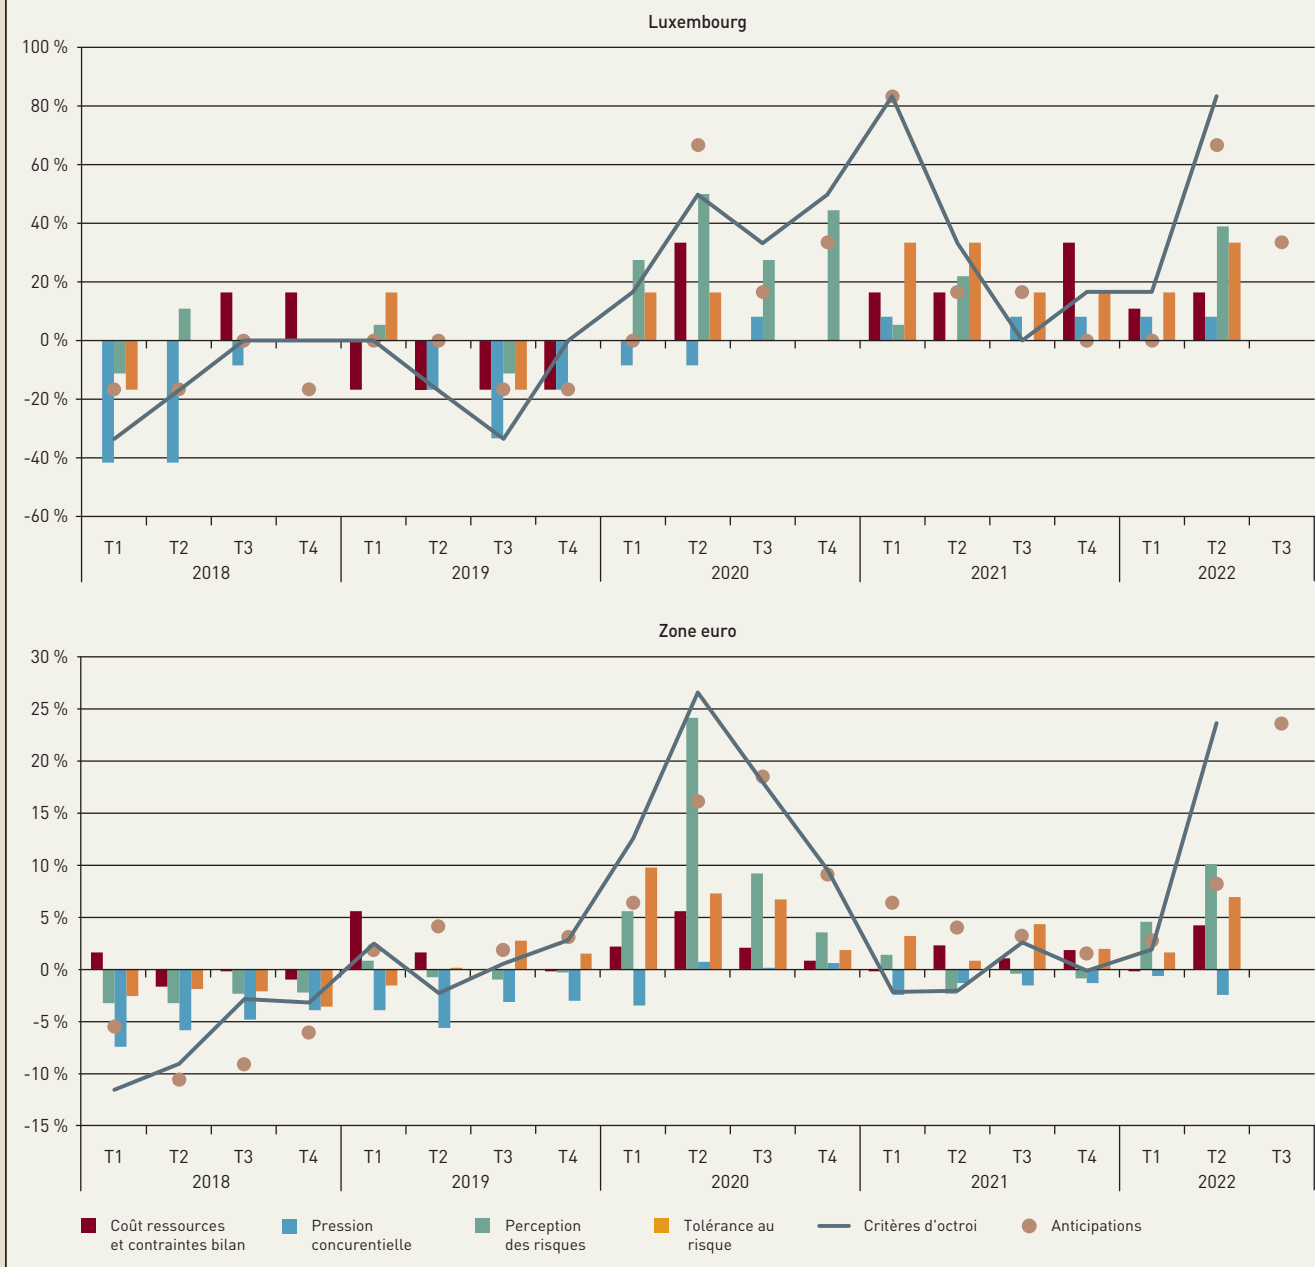 Luxembourg
100 %
80 %
60 %
40 %
20 %
0 %
-20 %
-40 %
-60 %
T1 T2 T3 T4 T1 T2 T3 T4 T1 T2 T3 T4 T1 T2 T3 T4 T1 T2 T3
2018 2019 2020 2021 2022
Zone euro
30 %
25 %
20 %
15 %
10 %
5 %
0 %
-5 %
-10 %
-15 %
T1 T2 T3 T4 T1 T2 T3 T4 T1 T2 T3 T4 T1 T2 T3 T4 T1 T2 T3
2018 2019 2020 2021 2022
Coût ressources
et contraintes bilan
Pression
concurentielle
Perception
des risques
Tolérance au
risque
Critères d'octroi
Anticipations